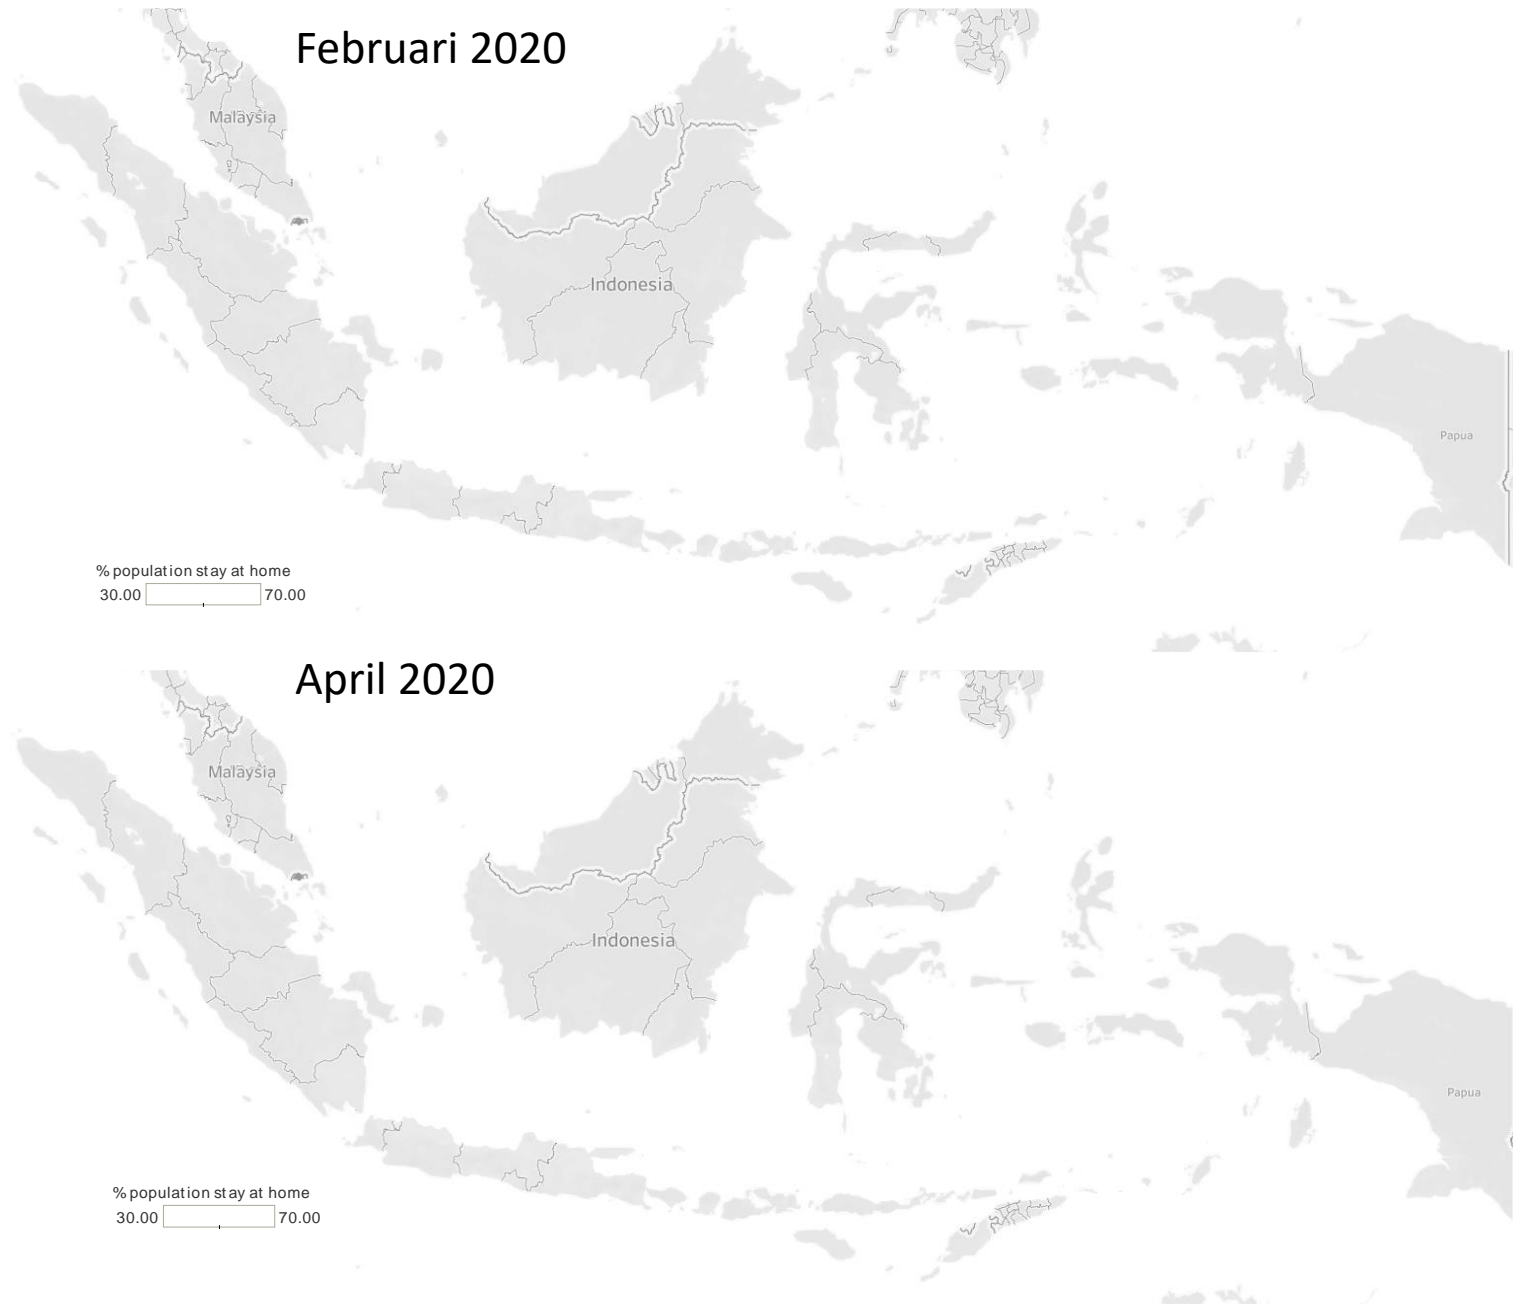 Februari 2020
Malaysia
Indonesia
Papua
% population stay at home
30.00 70.00
April 2020
Malaysia
Indonesia
Papua
% population stay at home
30.00 70.00